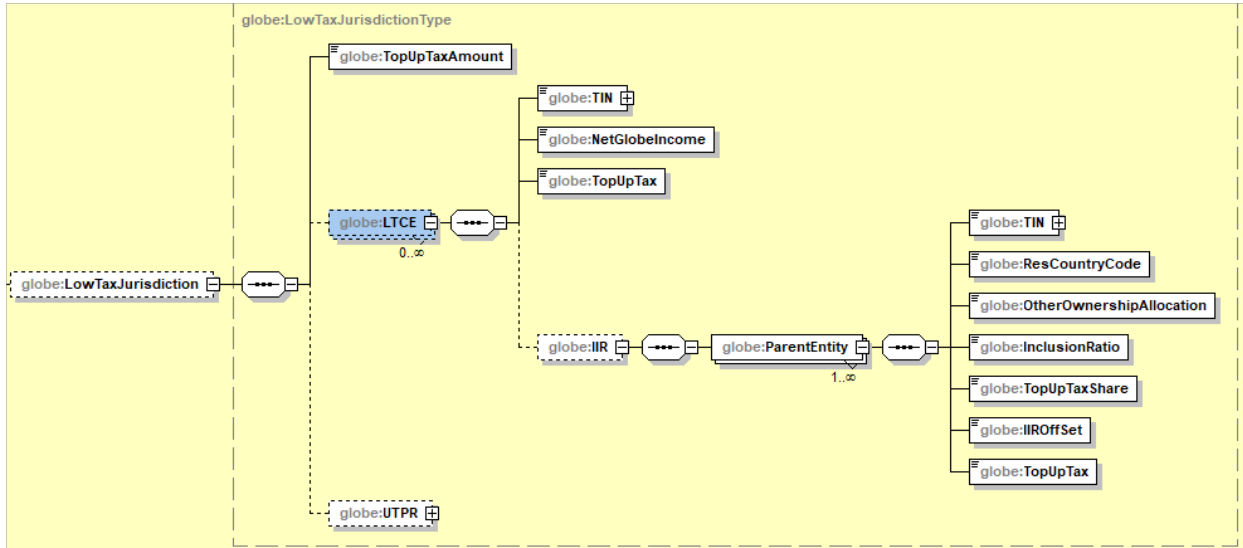 globe:LowTaxJurisdictionType
globe:TopUpTaxAmount
globe:TIN
globe:NetGlobeIncome
globe:TopUpTax
globe:LTCE
0..∞
globe:TIN
globe:ResCountryCode
globe:LowTaxJurisdiction
globe:OtherOwnershipAllocation
globe:IIR
globe:ParentEntity
1..∞
globe:InclusionRatio
globe:TopUpTaxShare
globe:IIROffSet
globe:TopUpTax
globe:UTPR